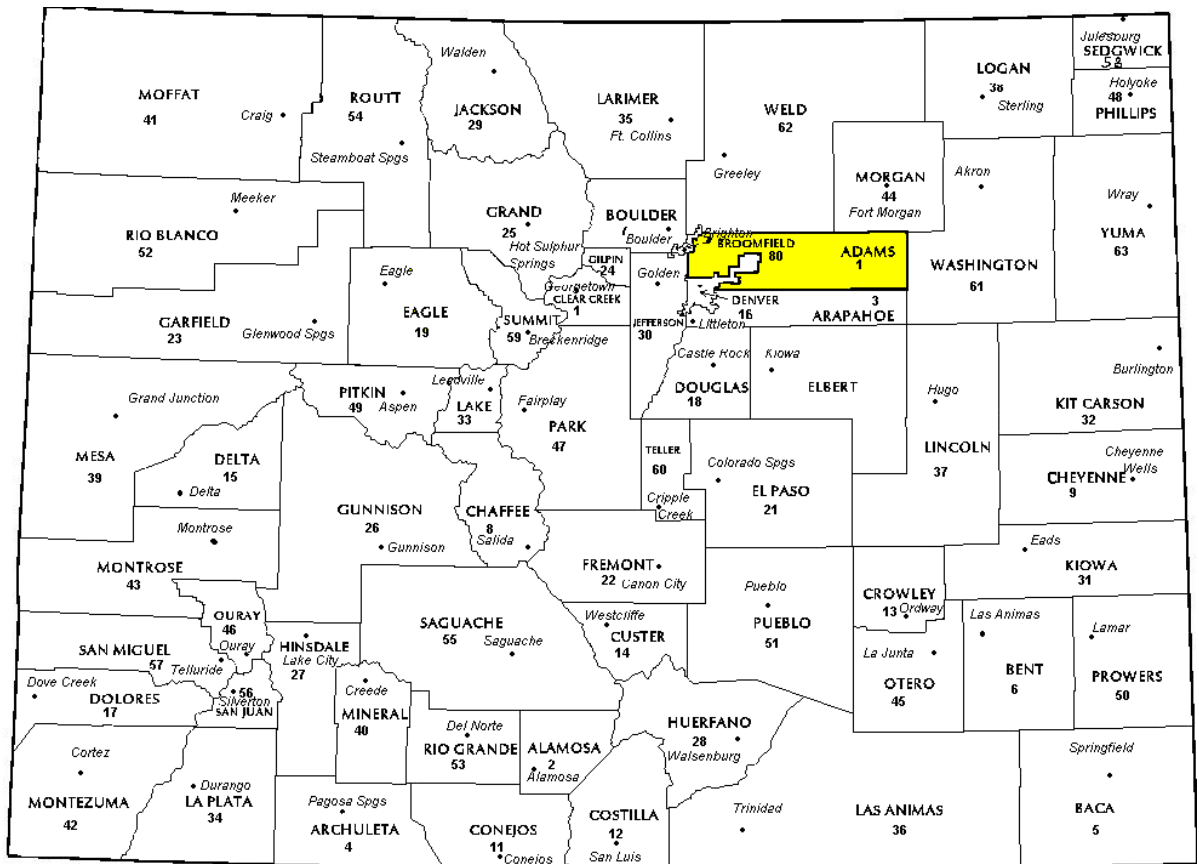 Walden
JACKSON
29
MOFFAT
41
Craig
ROUTT
54
Steamboat Spgs
LARIMER
35
Ft. Collins
WELD
62
Greeley
LOGAN
38
Sterling
Julesburg
SEDGWICK
58
Holyoke
48
PHILLIPS
MORGAN
44
Fort Morgan
Akron
WASHINGTON
61
Wray
YUMA
63
Meeker
RIO BLANCO
52
GRAND
25
Hot Sulphur
Springs
BOULDER
Boulder
Brighton
BROOMFIELD
80
ADAMS
1
GILPIN
24
Golden
Georgetown
CLEAR CREEK
1
DENVER
16
3
ARAPAHOE
JEFFERSON
30
Littleton
Eagle
EAGLE
19
SUMMIT
59
Breckenridge
GARFIELD
23
Glenwood Spgs
Castle Rock
DOUGLAS
18
Kiowa
ELBERT
Hugo
LINCOLN
37
Burlington
KIT CARSON
32
Grand Junction
MESA
39
PITKIN
49
Aspen
Leadville
LAKE
33
Fairplay
PARK
47
TELLER
60
Cripple
Creek
Colorado Spgs
EL PASO
21
Cheyenne
Wells
CHEYENNE
9
DELTA
15
Delta
GUNNISON
26
Gunnison
CHAFFEE
8
Salida
Montrose
MONTROSE
43
FREMONT
22
Canon City
Pueblo
PUEBLO
51
CROWLEY
13
Ordway
Eads
KIOWA
31
OURAY
46
Ouray
SAN MIGUEL
57
Telluride
HINSDALE
Lake City
27
SAGUACHE
55
Saguache
Westcliffe
CUSTER
14
La Junta
OTERO
45
Las Animas
BENT
6
Lamar
PROWERS
50
Dove Creek
DOLORES
17
56
Silverton
SAN JUAN
Creede
MINERAL
40
Del Norte
RIO GRANDE
53
ALAMOSA
2
Alamosa
HUERFANO
28
Walsenburg
Cortez
MONTEZUMA
42
Durango
LA PLATA
34
Pagosa Spgs
ARCHULETA
4
CONEJOS
11
Conejos
COSTILLA
12
San Luis
Trinidad
LAS ANIMAS
36
Springfield
BACA
5